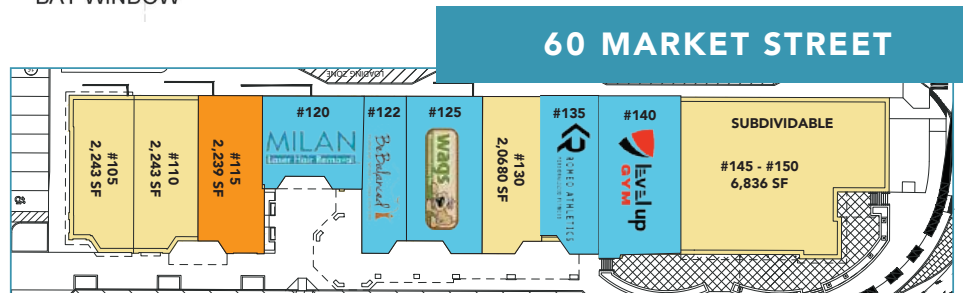 BAY WINDOW
60 MARKET STREET
LOADING ZONE
#105
2,243 SF
#110
2,243 SF
#115
2,239 SF
#120
MILAN
Laser Hair Removal
#122
BeBalanced
#125
wags
#130
2,0680 SF
#135
ROMEO ATHLETICS
#140
level up
GYM
SUBDIVIDABLE
#145 - #150
6,836 SF